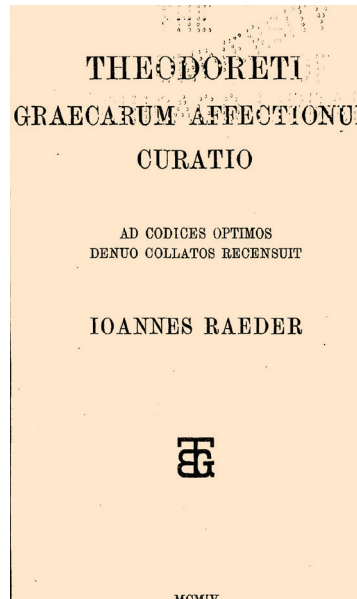 THEODORETI
GRAECARUM AFFECTIONU
CURATIO
AD CODICES OPTIMOS
DENUO COLLATOS RECENSUIT
IOANNES RAEDER